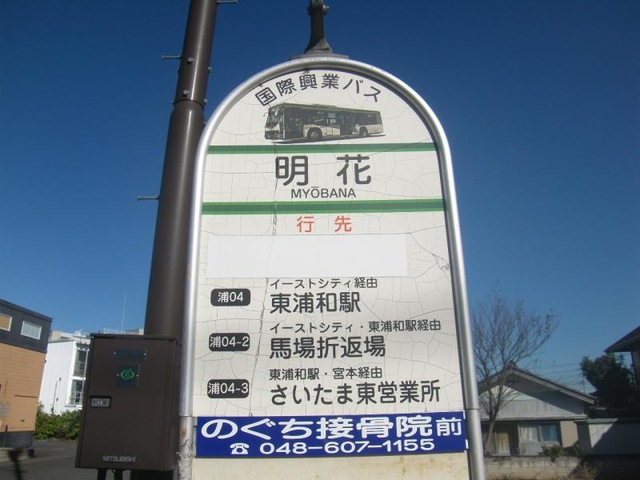 国際興業バス
明花
MYŌBANA
行先
イーストシティ経由
浦04 東浦和駅
イーストシティ・東浦和駅経由
浦04-2 馬場折返場
東浦和駅・宮本経由
浦04-3 さいたま東営業所
のぐち接骨院前
☎ 048-607-1155
MITSUBISHI